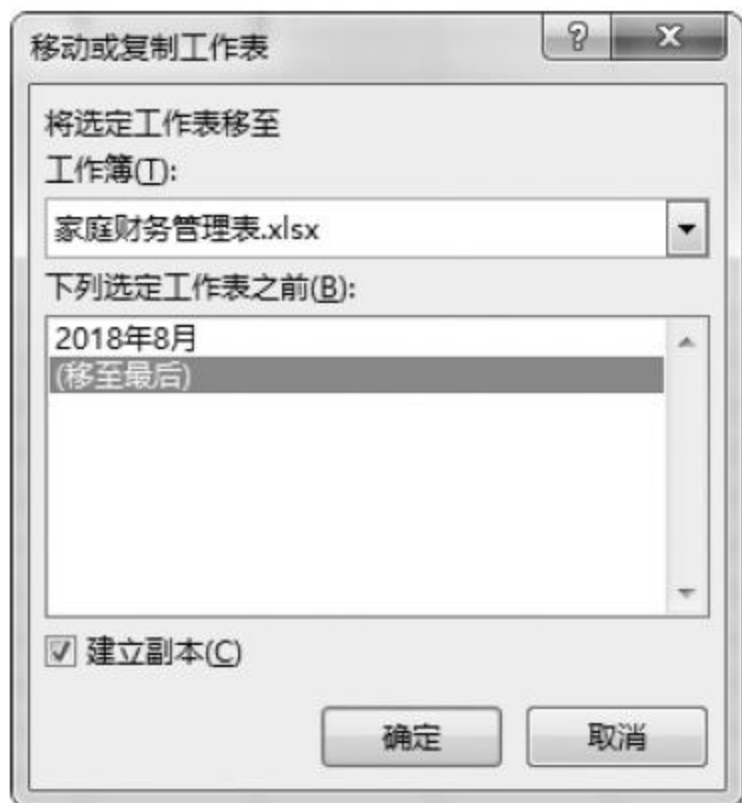 移动或复制工作表
将选定工作表移至
工作簿(T):
家庭财务管理表.xlsx
下列选定工作表之前(B):
2018年8月
(移至最后)
建立副本(C)
确定 取消